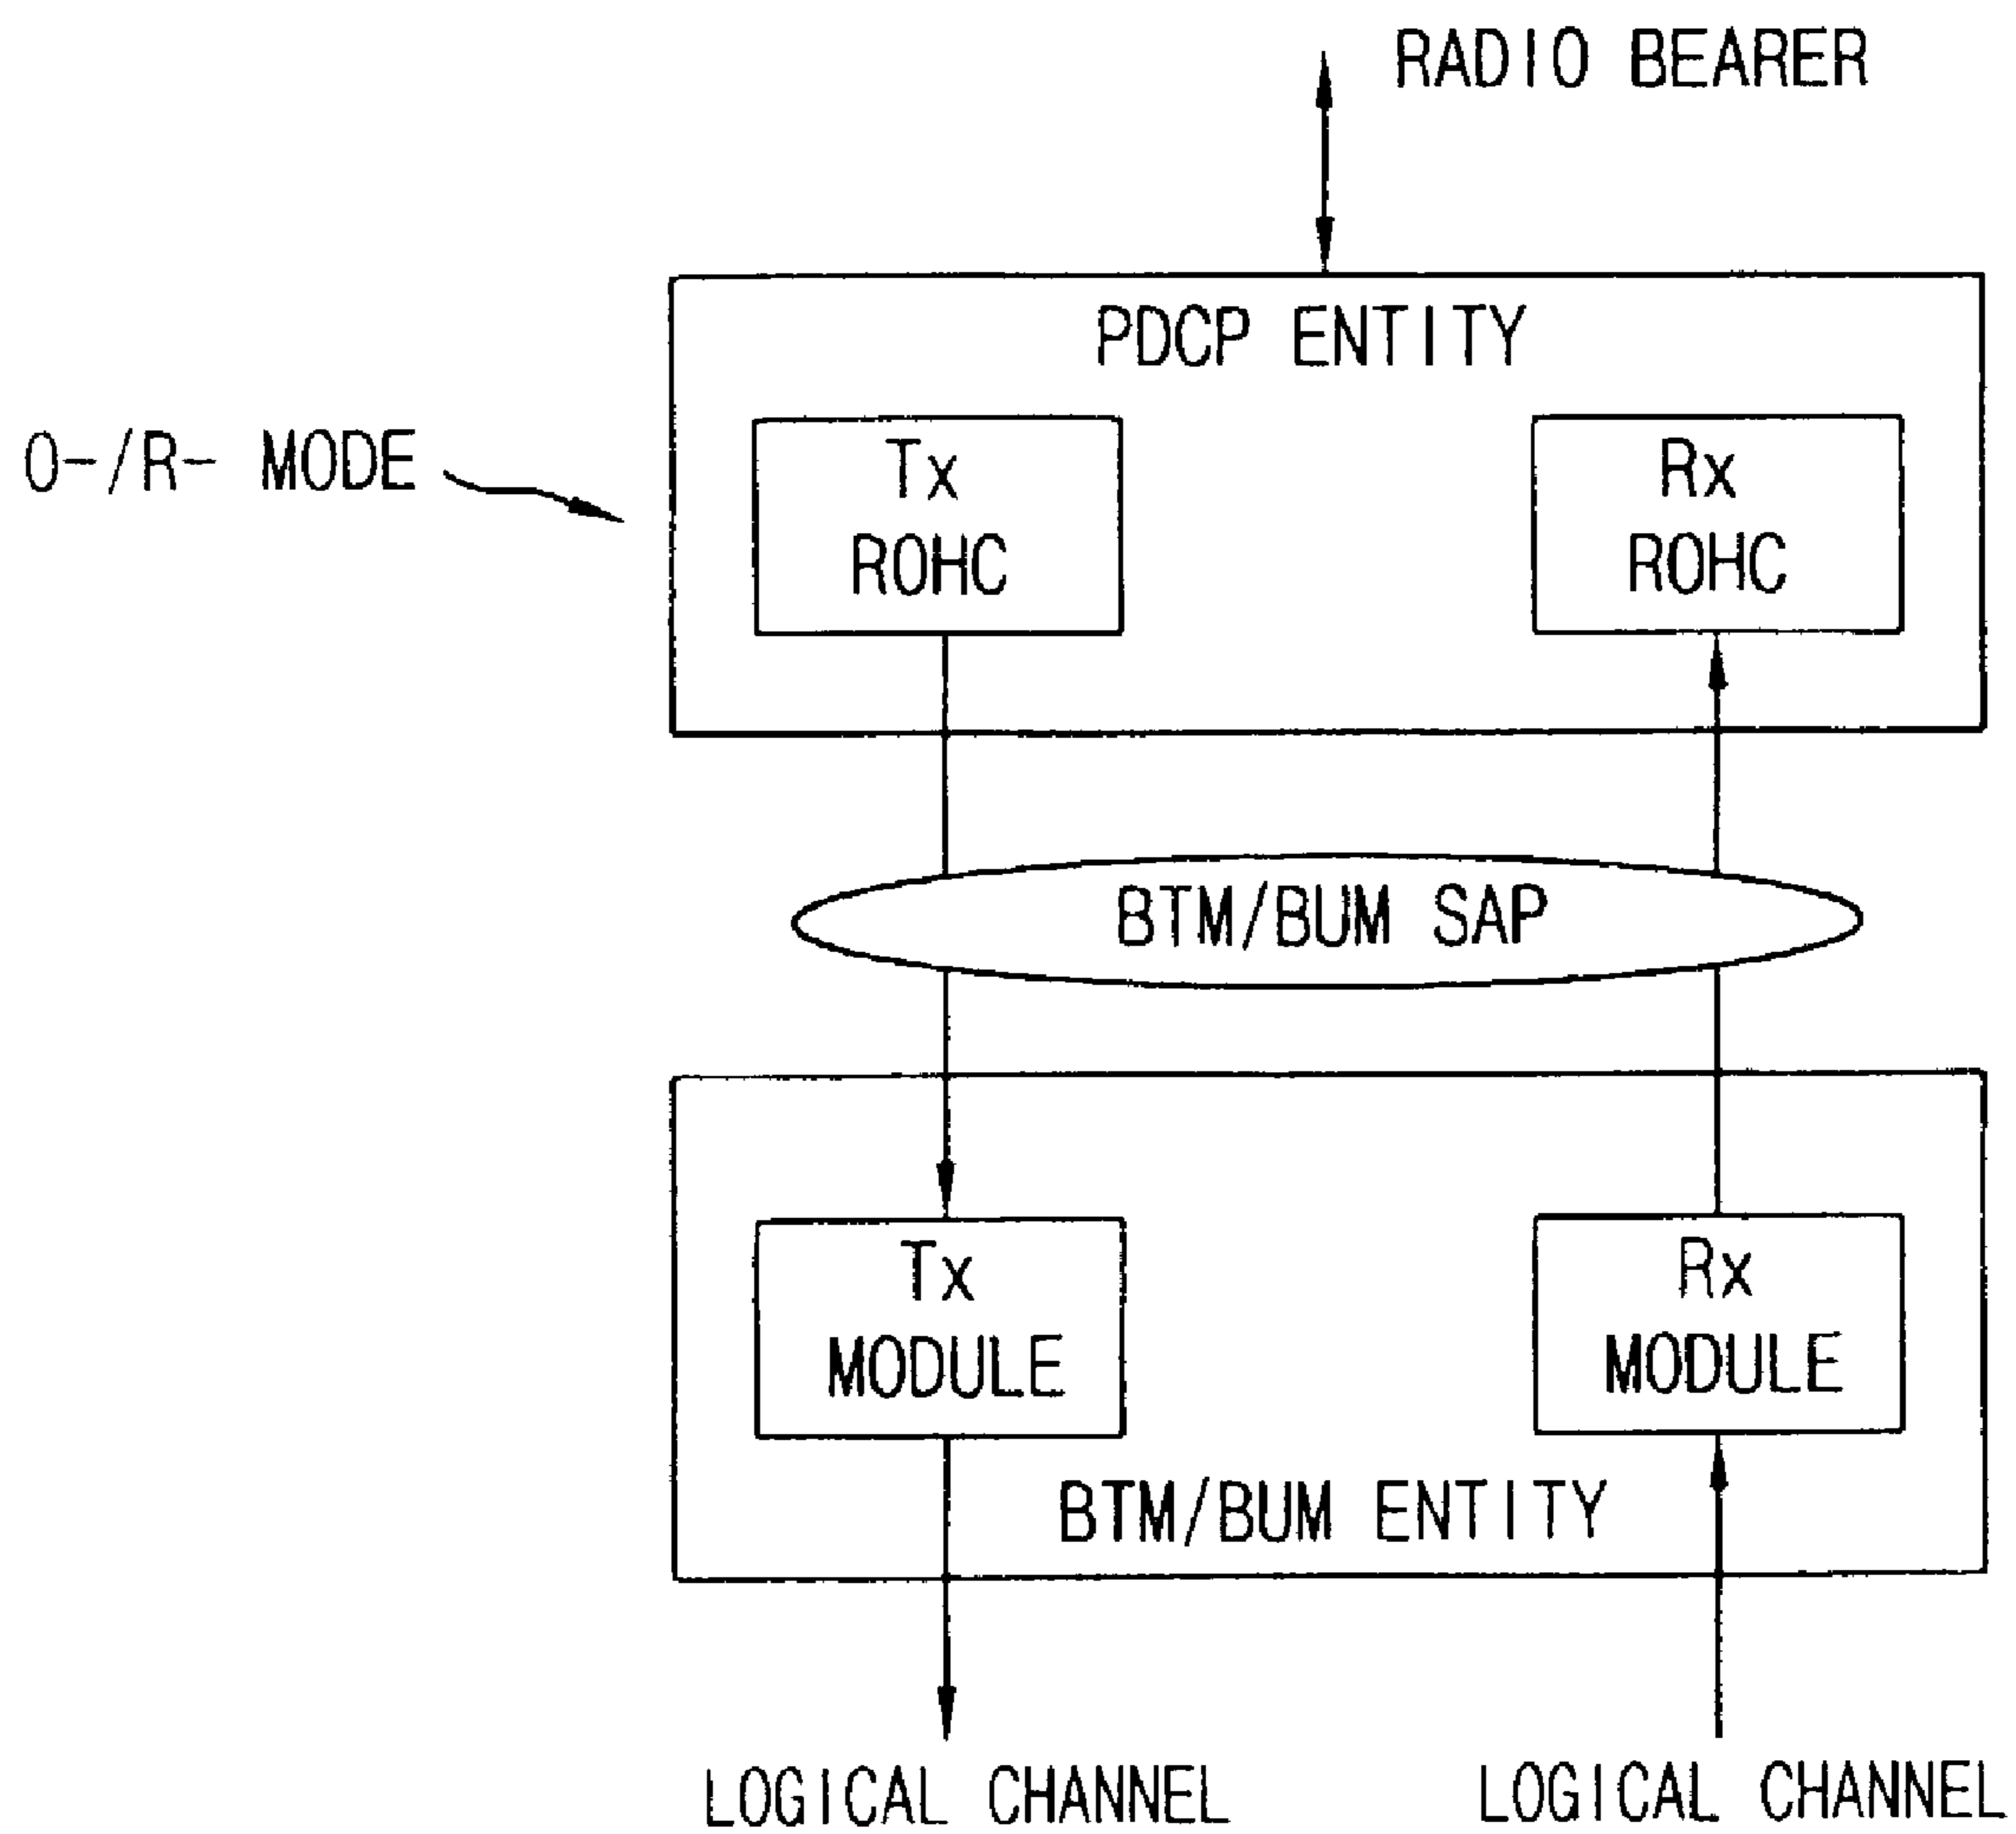 RADIO BEARER
PDCP ENTITY
O-/R- MODE
Tx
ROHC
Rx
ROHC
BTM/BUM SAP
Tx
MODULE
Rx
MODULE
BTM/BUM ENTITY
LOGICAL CHANNEL
LOGICAL CHANNEL